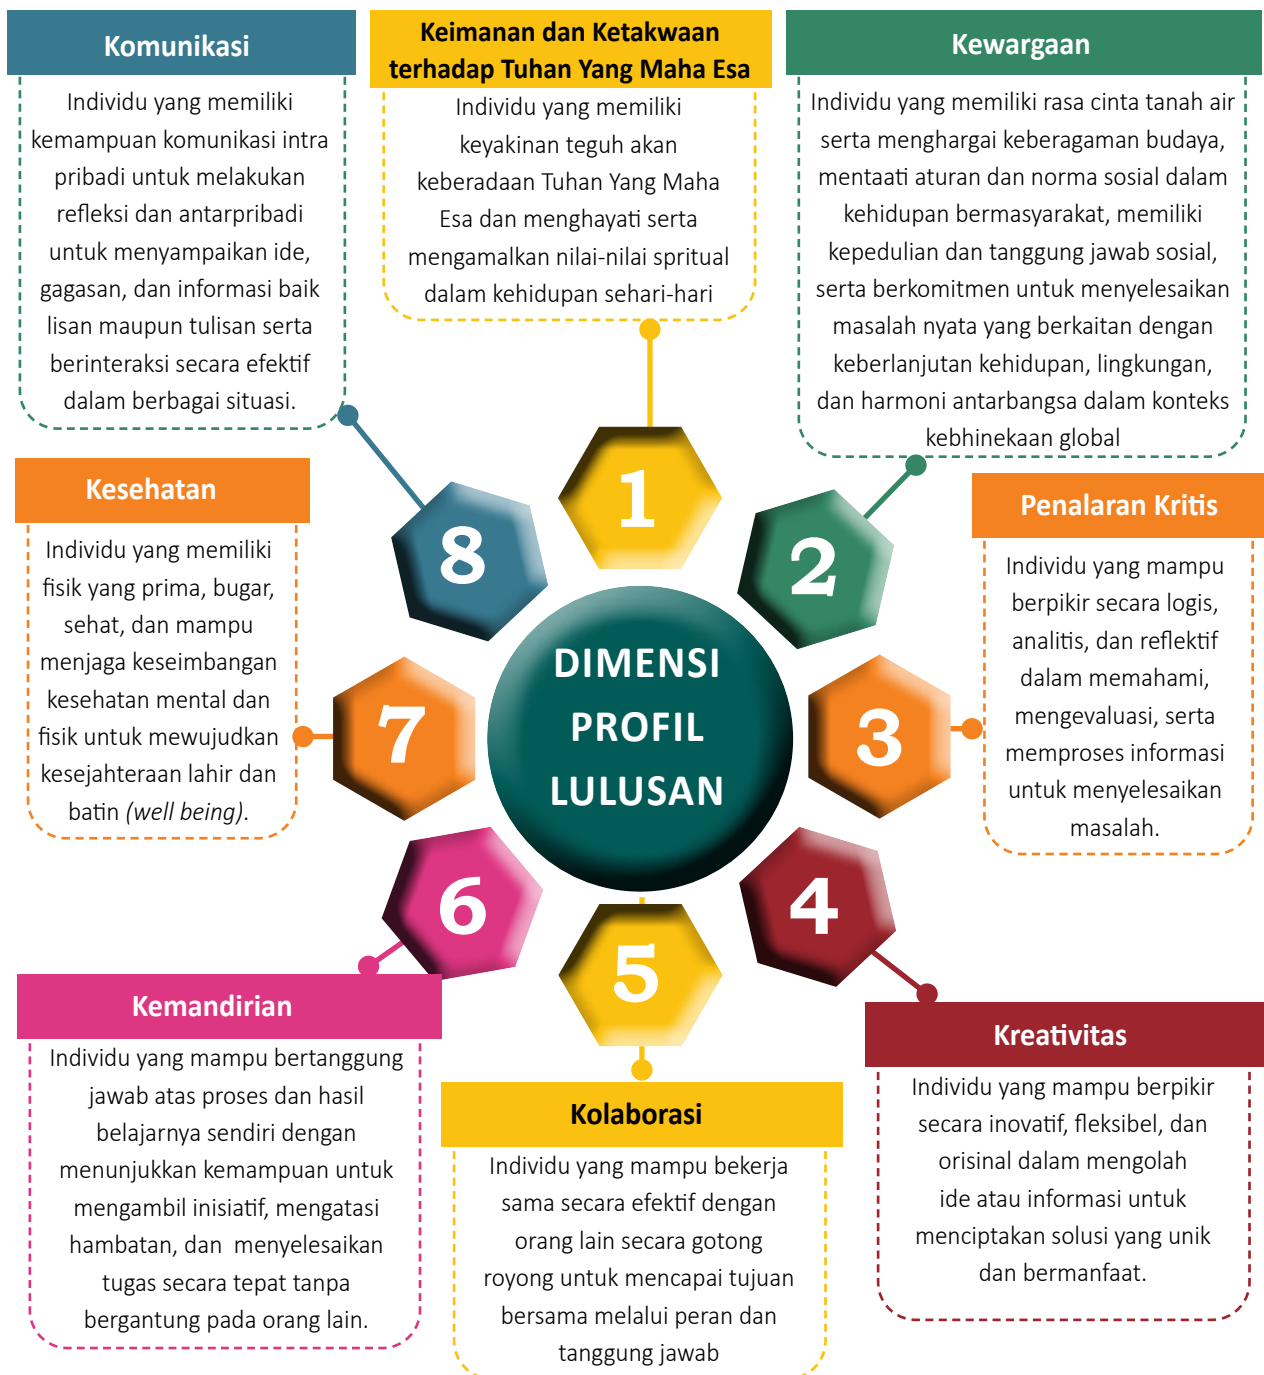 Komunikasi
Individu yang memiliki
kemampuan komunikasi intra
pribadi untuk melakukan
refleksi dan antarpribadi
untuk menyampaikan ide,
gagasan, dan informasi baik
lisan maupun tulisan serta
berinteraksi secara efektif
dalam berbagai situasi.
Keimanan dan Ketakwaan
terhadap Tuhan Yang Maha Esa
Individu yang memiliki
keyakinan teguh akan
keberadaan Tuhan Yang Maha
Esa dan menghayati serta
mengamalkan nilai-nilai spritual
dalam kehidupan sehari-hari
Kewargaan
Individu yang memiliki rasa cinta tanah air
serta menghargai keberagaman budaya,
mentaati aturan dan norma sosial dalam
kehidupan bermasyarakat, memiliki
kepedulian dan tanggung jawab sosial,
serta berkomitmen untuk menyelesaikan
masalah nyata yang berkaitan dengan
keberlanjutan kehidupan, lingkungan,
dan harmoni antarbangsa dalam konteks
kebhinekaan global
Kesehatan
Individu yang memiliki
fisik yang prima, bugar,
sehat, dan mampu
menjaga keseimbangan
kesehatan mental dan
fisik untuk mewujudkan
kesejahteraan lahir dan
batin (well being).
1
2
3
4
5
6
7
8
DIMENSI
PROFIL
LULUSAN
Penalaran Kritis
Individu yang mampu
berpikir secara logis,
analitis, dan reflektif
dalam memahami,
mengevaluasi, serta
memproses informasi
untuk menyelesaikan
masalah.
Kemandirian
Individu yang mampu bertanggung
jawab atas proses dan hasil
belajarnya sendiri dengan
menunjukkan kemampuan untuk
mengambil inisiatif, mengatasi
hambatan, dan menyelesaikan
tugas secara tepat tanpa
bergantung pada orang lain.
Kolaborasi
Individu yang mampu bekerja
sama secara efektif dengan
orang lain secara gotong
royong untuk mencapai tujuan
bersama melalui peran dan
tanggung jawab
Kreativitas
Individu yang mampu berpikir
secara inovatif, fleksibel, dan
orisinal dalam mengolah
ide atau informasi untuk
menciptakan solusi yang unik
dan bermanfaat.